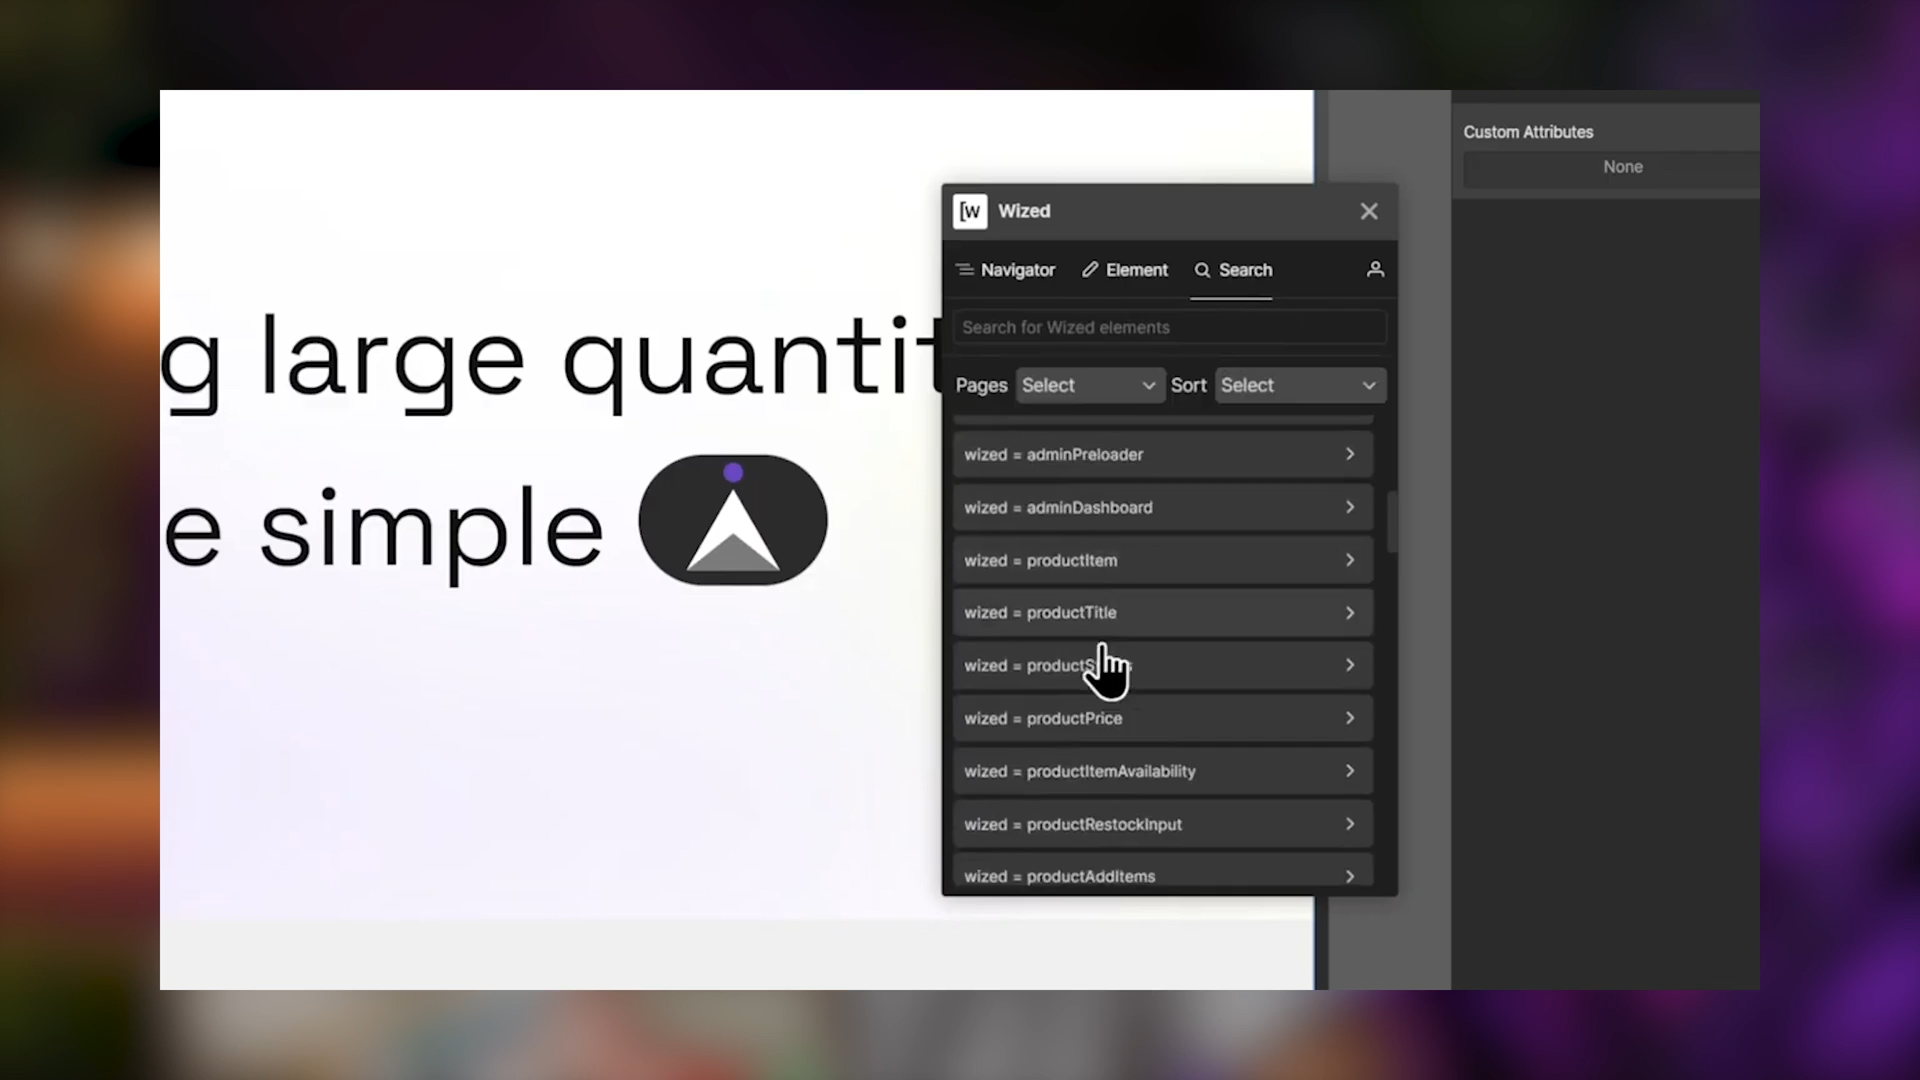 g large quantit
e simple
Custom Attributes
None
[W Wized
Navigator Element Search
Search for Wized elements
Pages Select Sort Select
wized = adminPreloader
wized = adminDashboard
wized = productItem
wized = productTitle
wized =
wized = productPrice
wized = productItemAvailability
wized = productRestockInput
wized = productAddItems